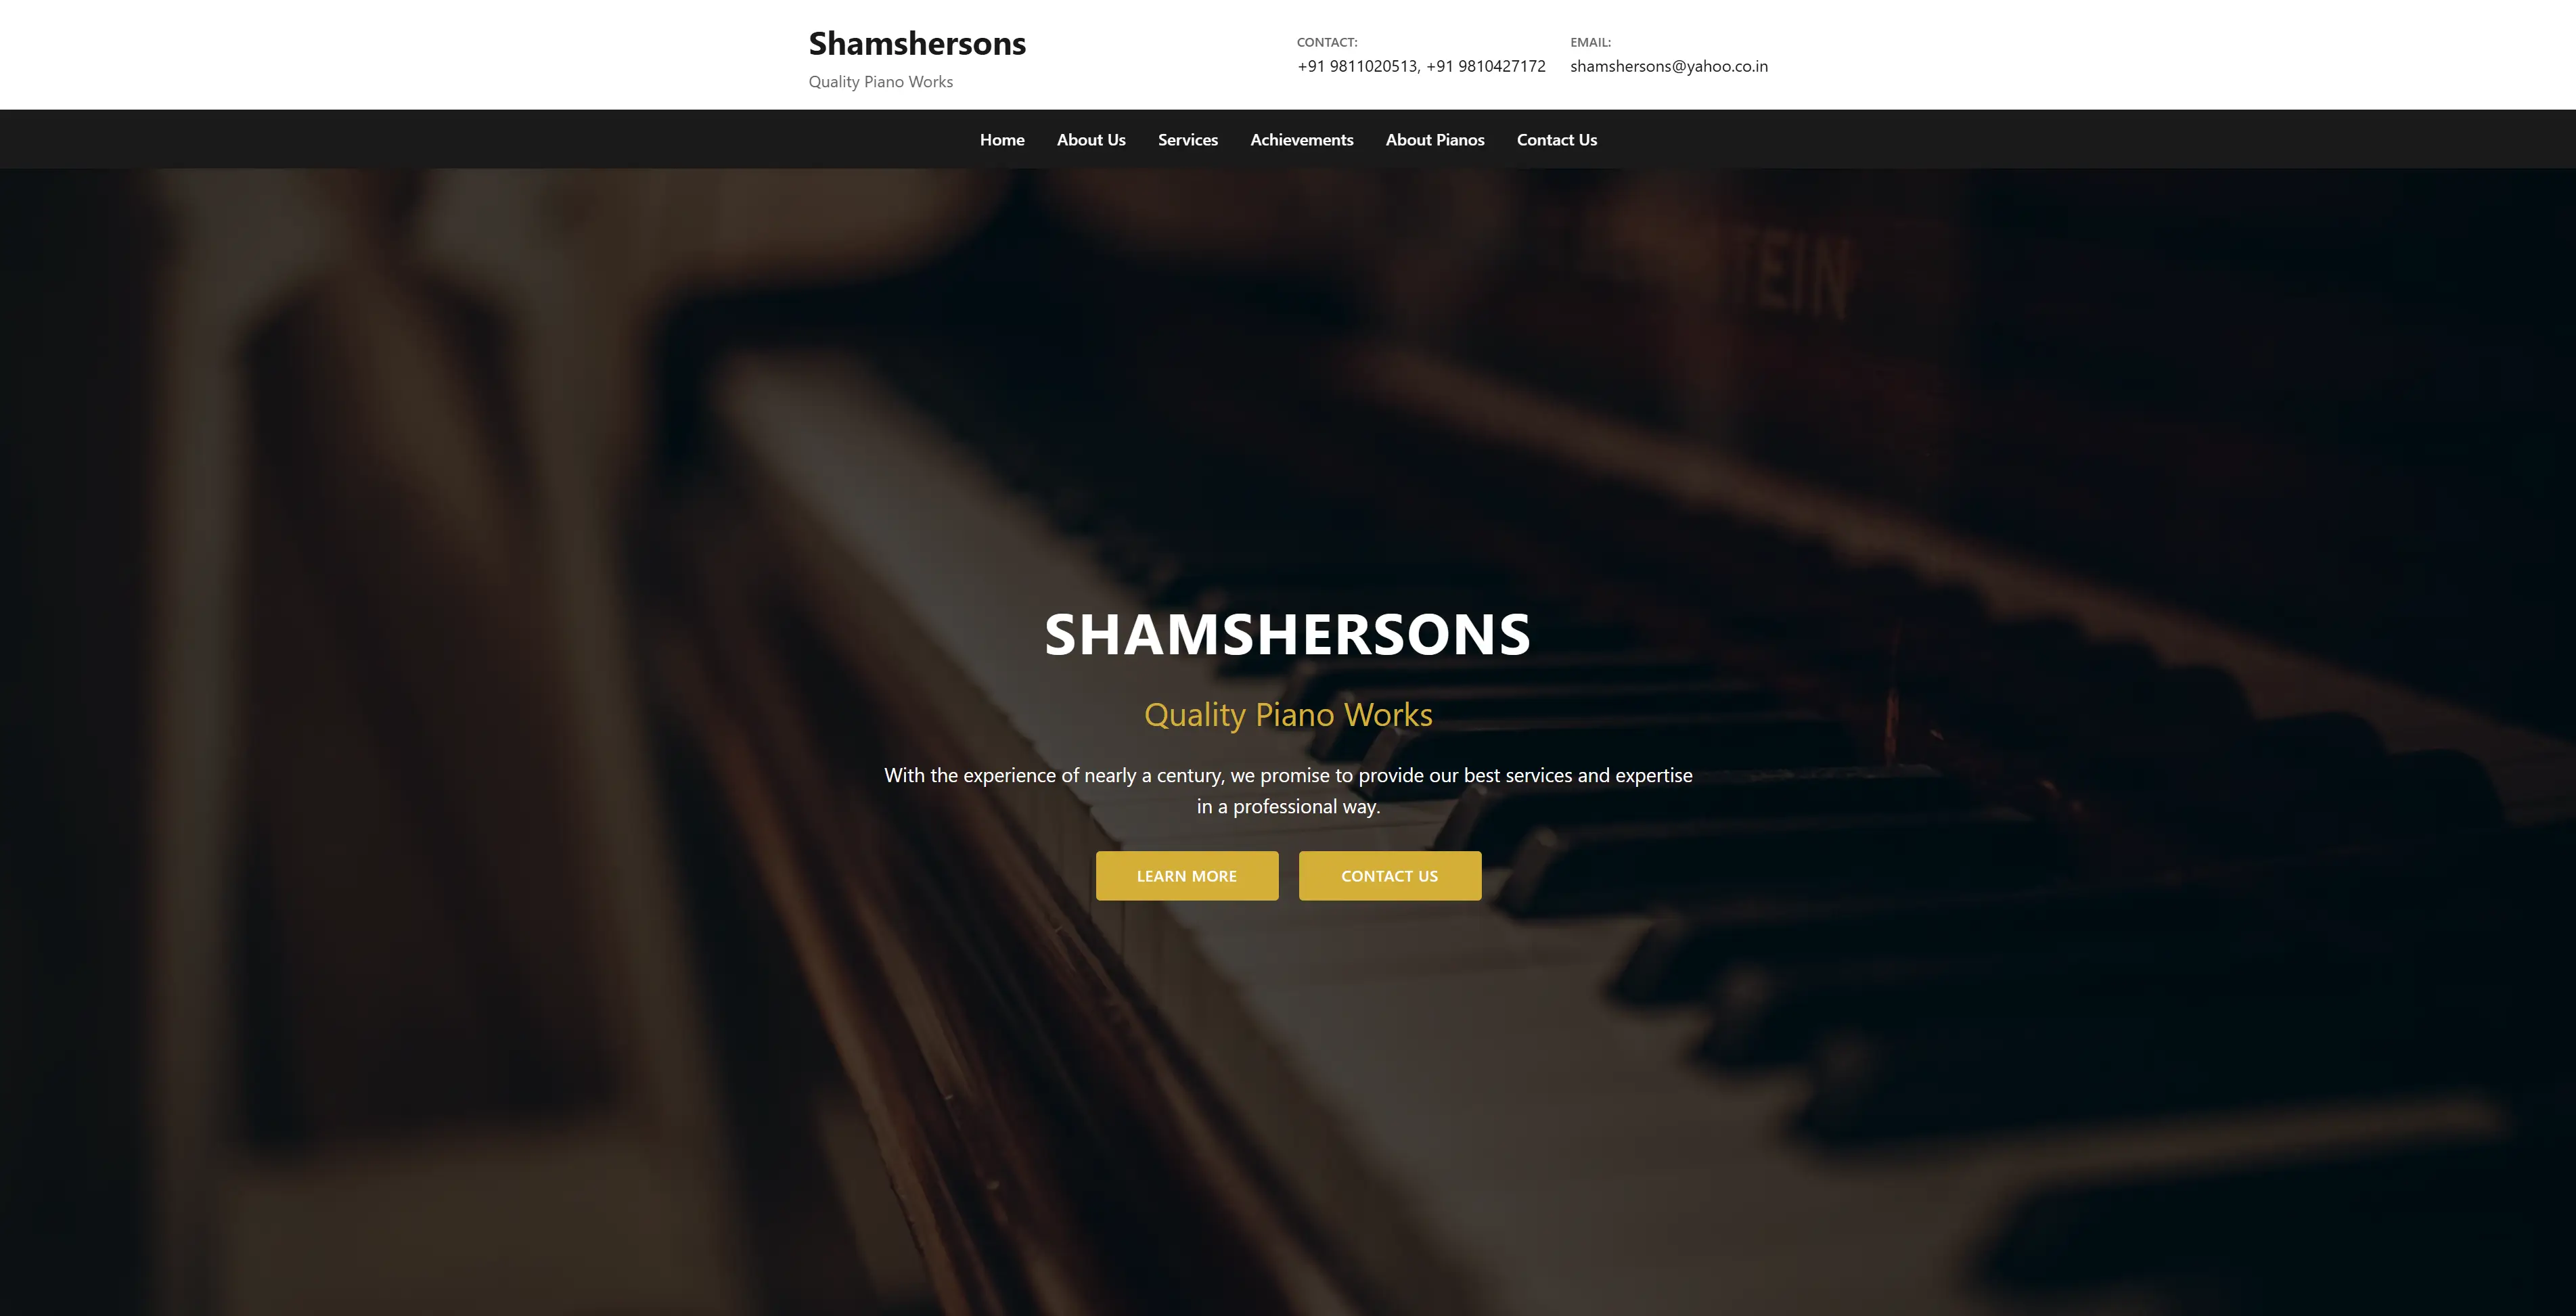 Shamshersons
Quality Piano Works
CONTACT:
+91 9811020513, +91 9810427172
EMAIL:
shamshersons@yahoo.co.in
Home About Us Services Achievements About Pianos Contact Us
SHAMSHERSONS
Quality Piano Works
With the experience of nearly a century, we promise to provide our best services and expertise
in a professional way.
LEARN MORE CONTACT US